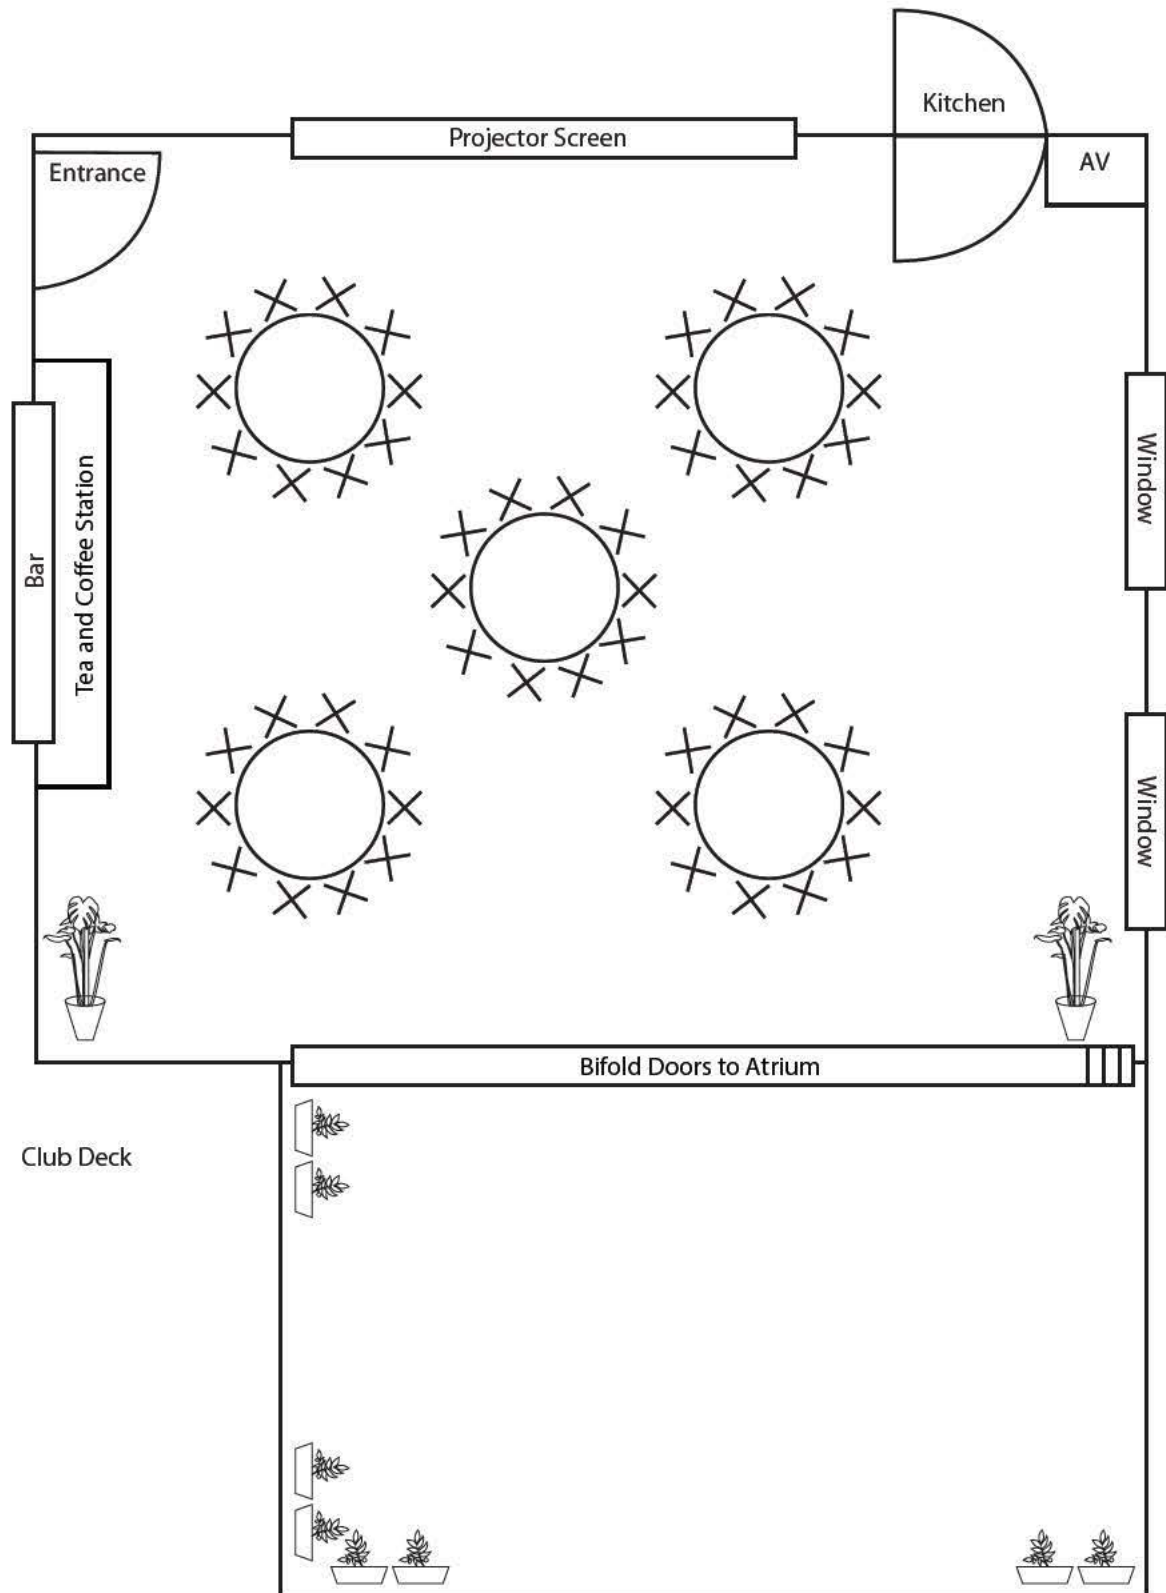 Kitchen
Projector Screen
AV
Entrance
Window
Bar
Tea and Coffee Station
Window
Bifold Doors to Atrium
Club Deck